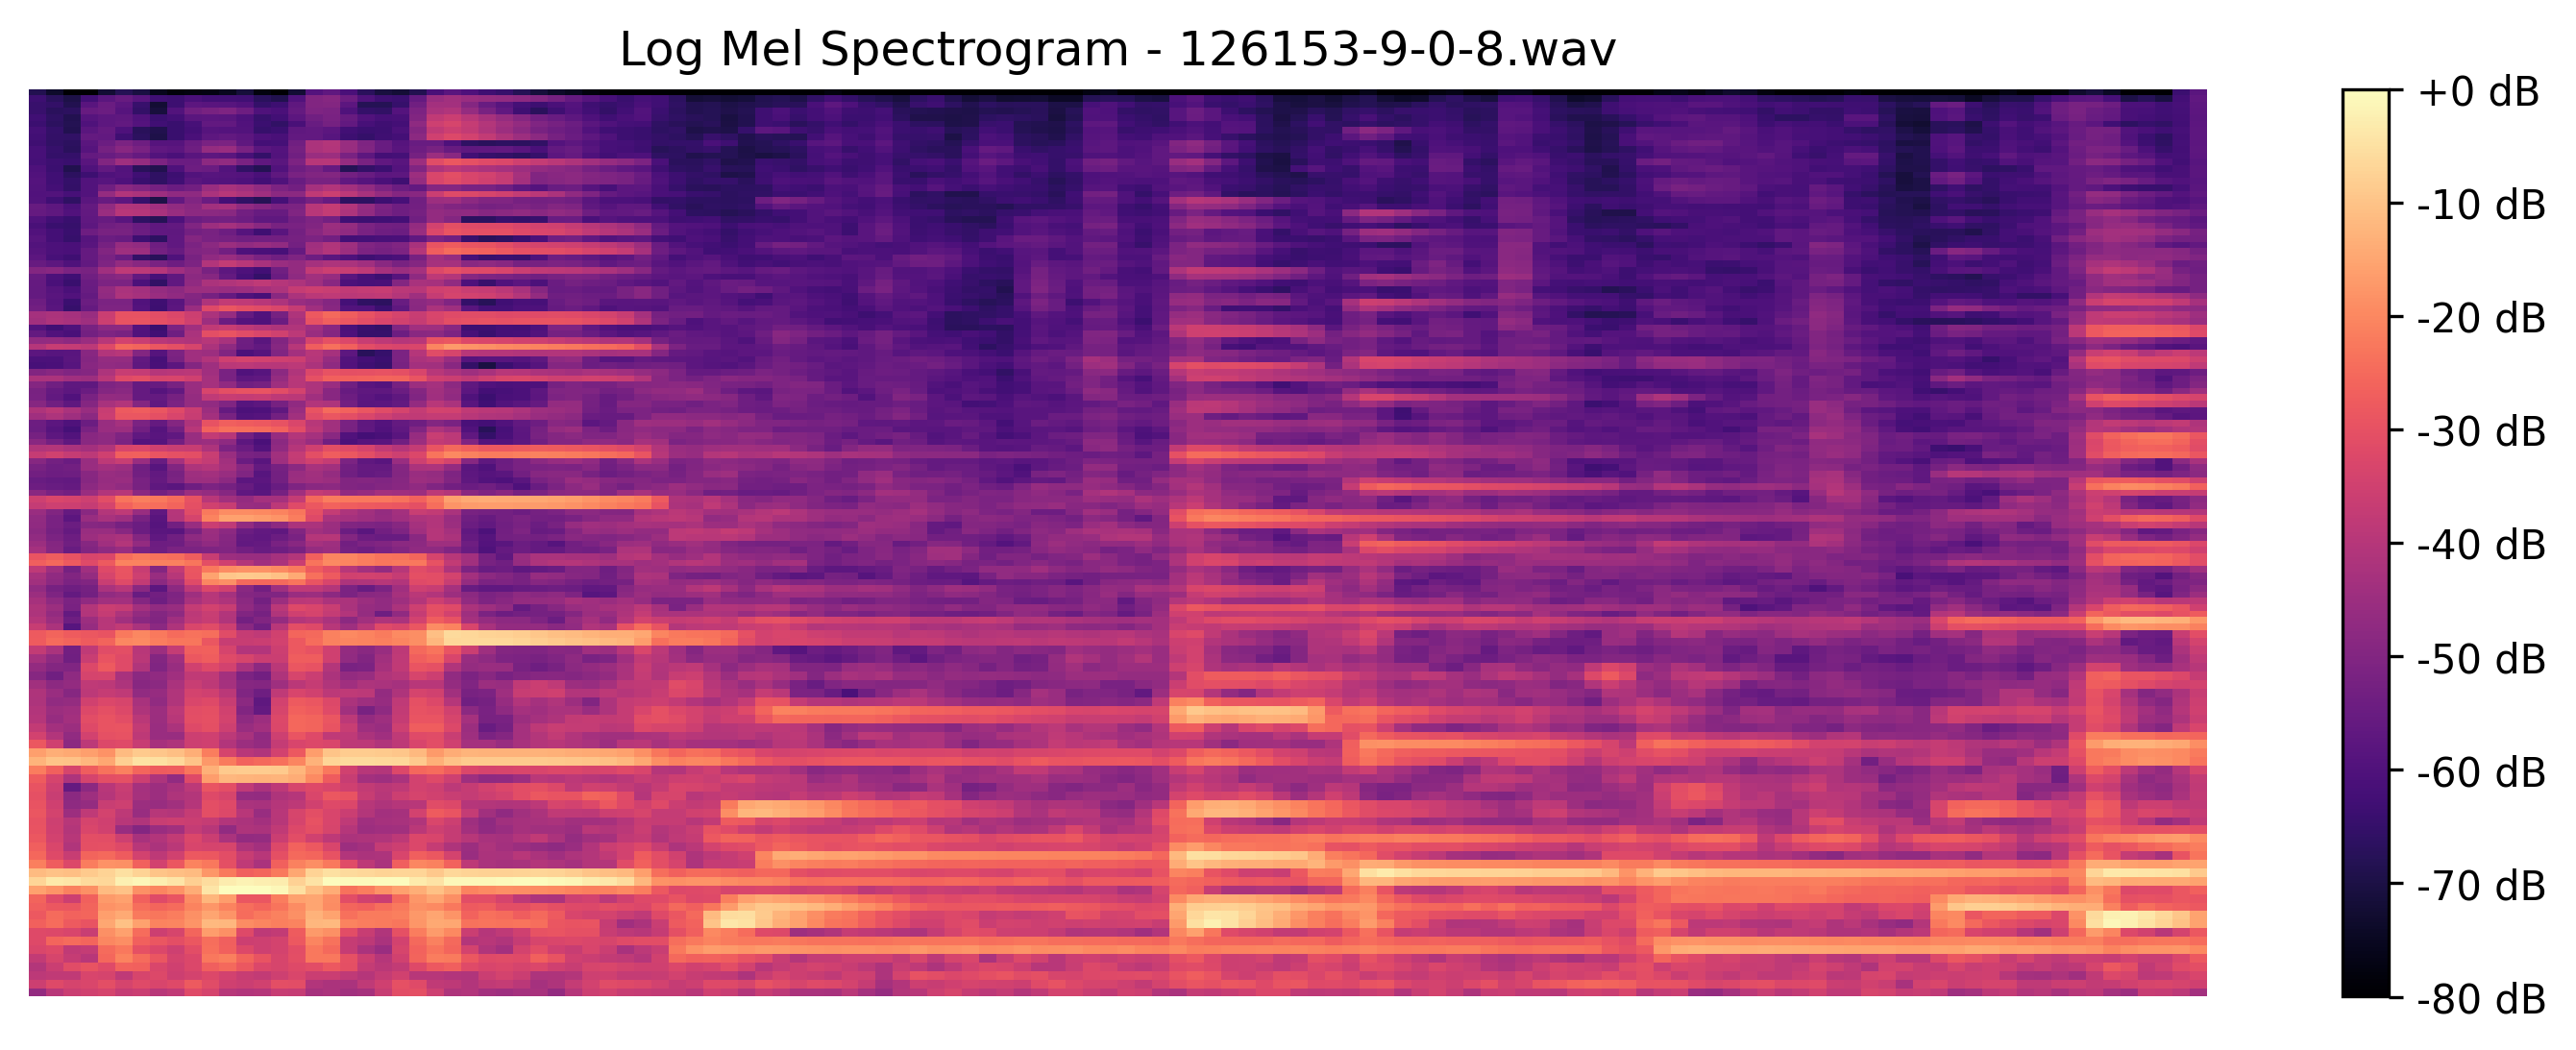 Log Mel Spectrogram - 126153-9-0-8.wav
+0 dB
-10 dB
-20 dB
-30 dB
-40 dB
-50 dB
-60 dB
-70 dB
-80 dB